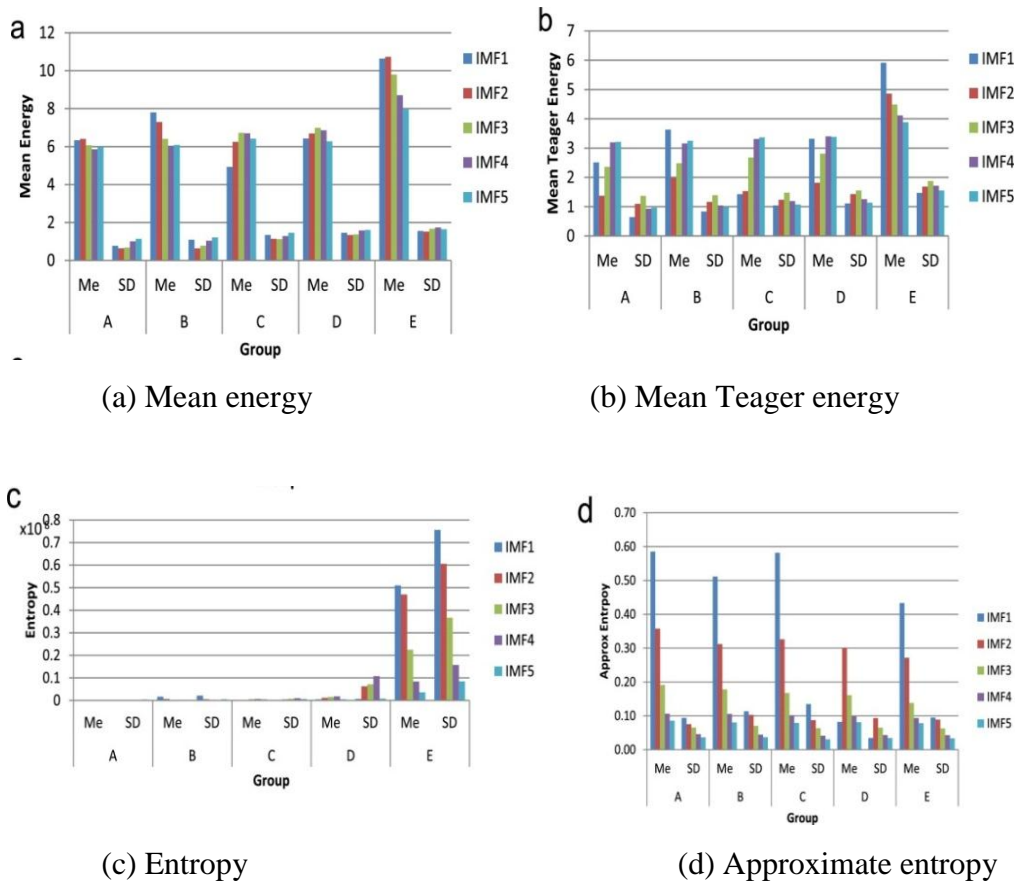 a
12
10
8
6
4
2
0
Mean Energy
Me SD Me SD Me SD Me SD Me SD
A B C D E
Group
IMF1
IMF2
IMF3
IMF4
IMF5
b
7
6
5
4
3
2
1
0
Mean Teager Energy
Me SD Me SD Me SD Me SD Me SD
A B C D E
Group
IMF1
IMF2
IMF3
IMF4
IMF5
(a) Mean energy
(b) Mean Teager energy
c
x10
0.8
0.7
0.6
0.5
0.4
0.3
0.2
0.1
0
Entropy
Me SD Me SD Me SD Me SD Me SD
A B C D E
Group
IMF1
IMF2
IMF3
IMF4
IMF5
d
0.70
0.60
0.50
0.40
0.30
0.20
0.10
0.00
Approx Entrpoy
Me SD Me SD Me SD Me SD Me SD
A B C D E
Group
IMF1
IMF2
IMF3
IMF4
IMF5
(c) Entropy
(d) Approximate entropy